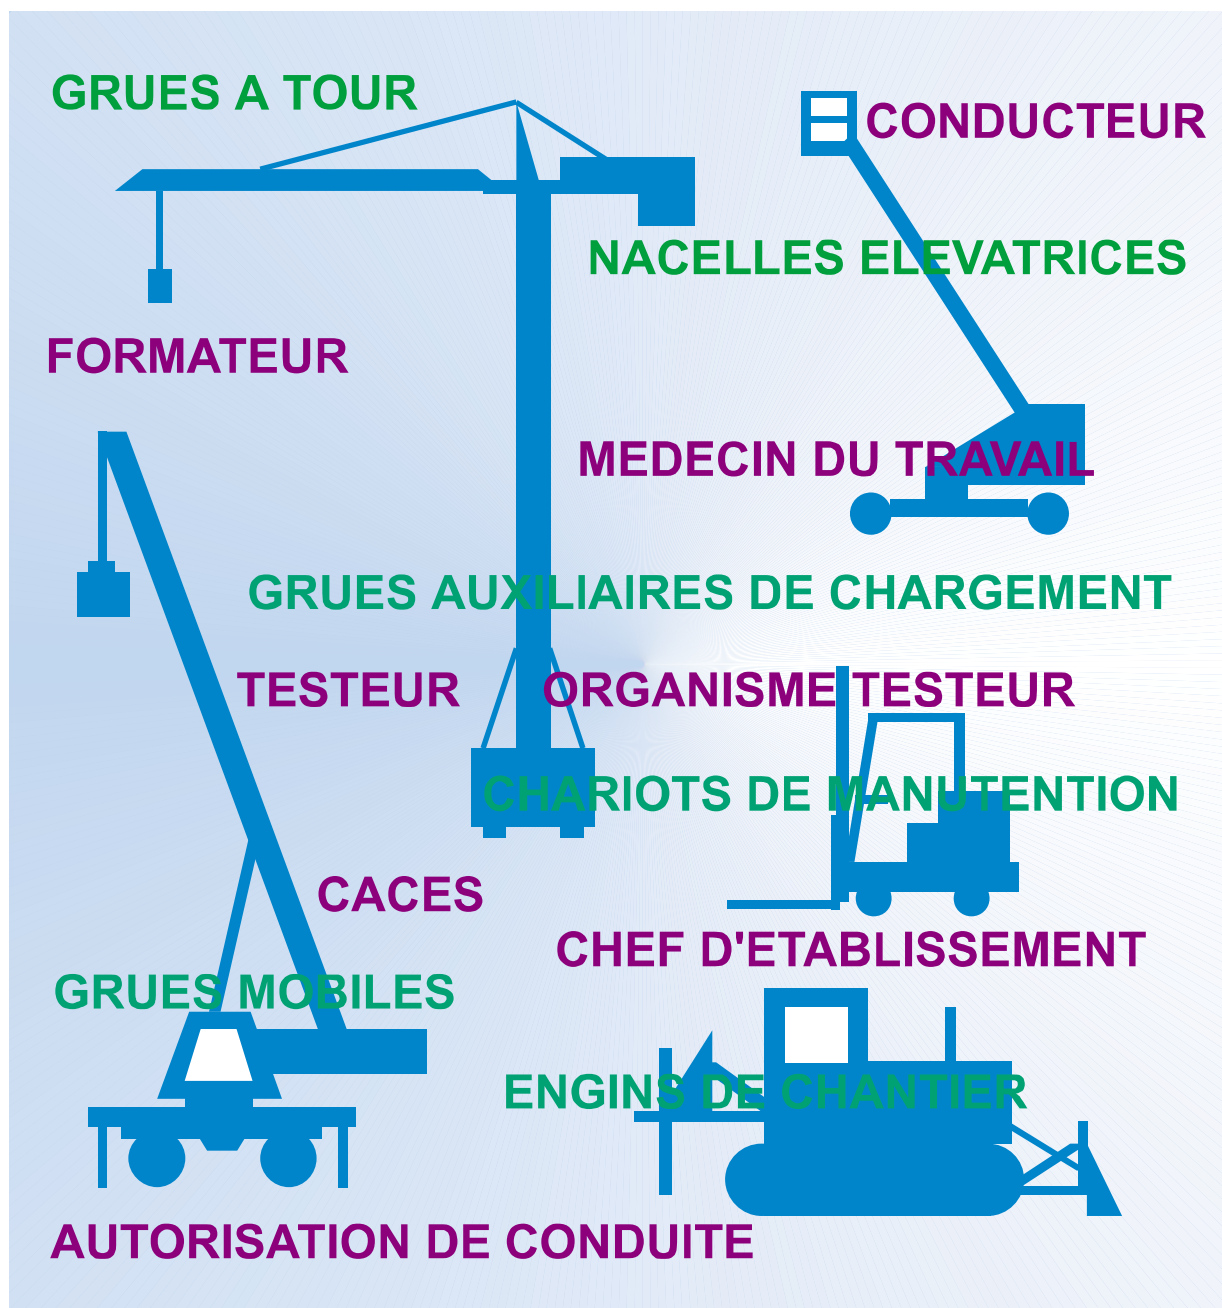 GRUES A TOUR
CONDUCTEUR
NACELLES ELEVATRICES
FORMATEUR
MEDECIN DU TRAVAIL
GRUES AUXILIAIRES DE CHARGEMENT
TESTEUR
ORGANISME TESTEUR
CHARIOTS DE MANUTENTION
CACES
CHEF D'ETABLISSEMENT
GRUES MOBILES
ENGINS DE CHANTIER
AUTORISATION DE CONDUITE